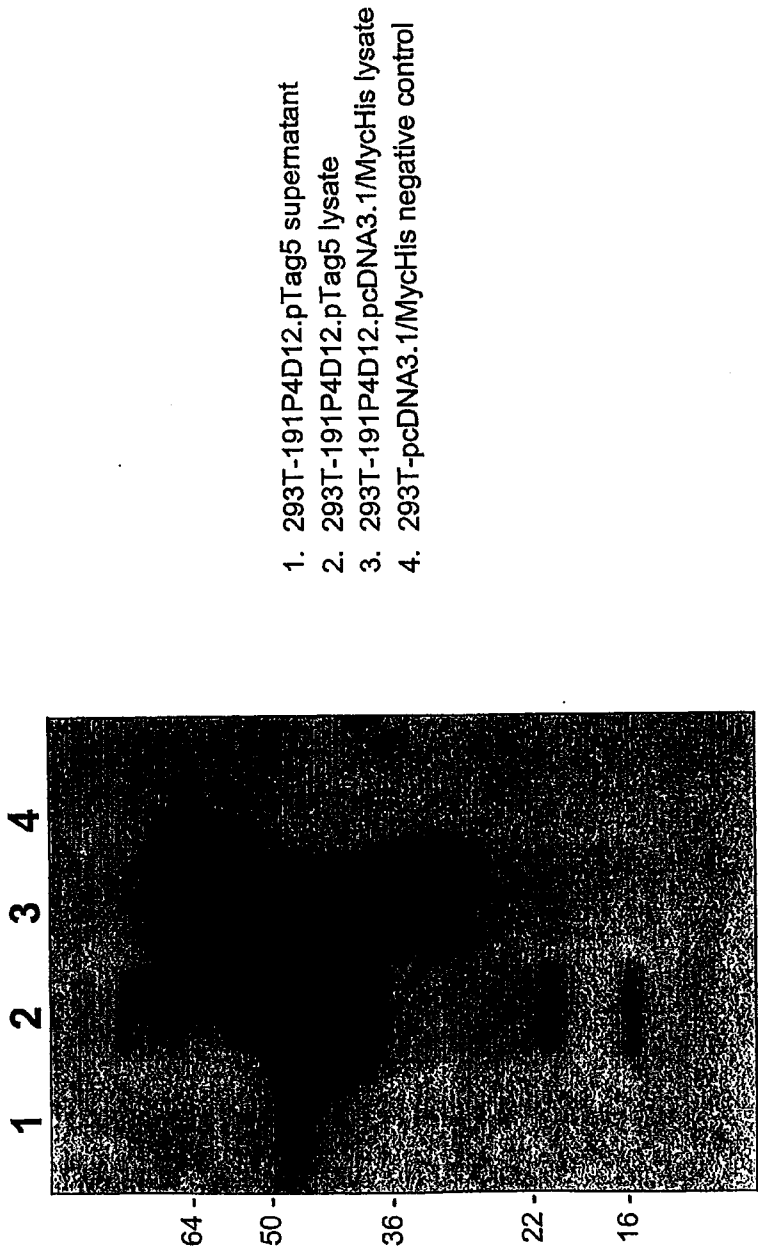 1 2 3 4
64 -
50 -
36 -
22 -
16 -
1. 293T-191P4D12.pTag5 supernatant
2. 293T-191P4D12.pTag5 lysate
3. 293T-191P4D12.pcDNA3.1/MycHis lysate
4. 293T-pcDNA3.1/MycHis negative control